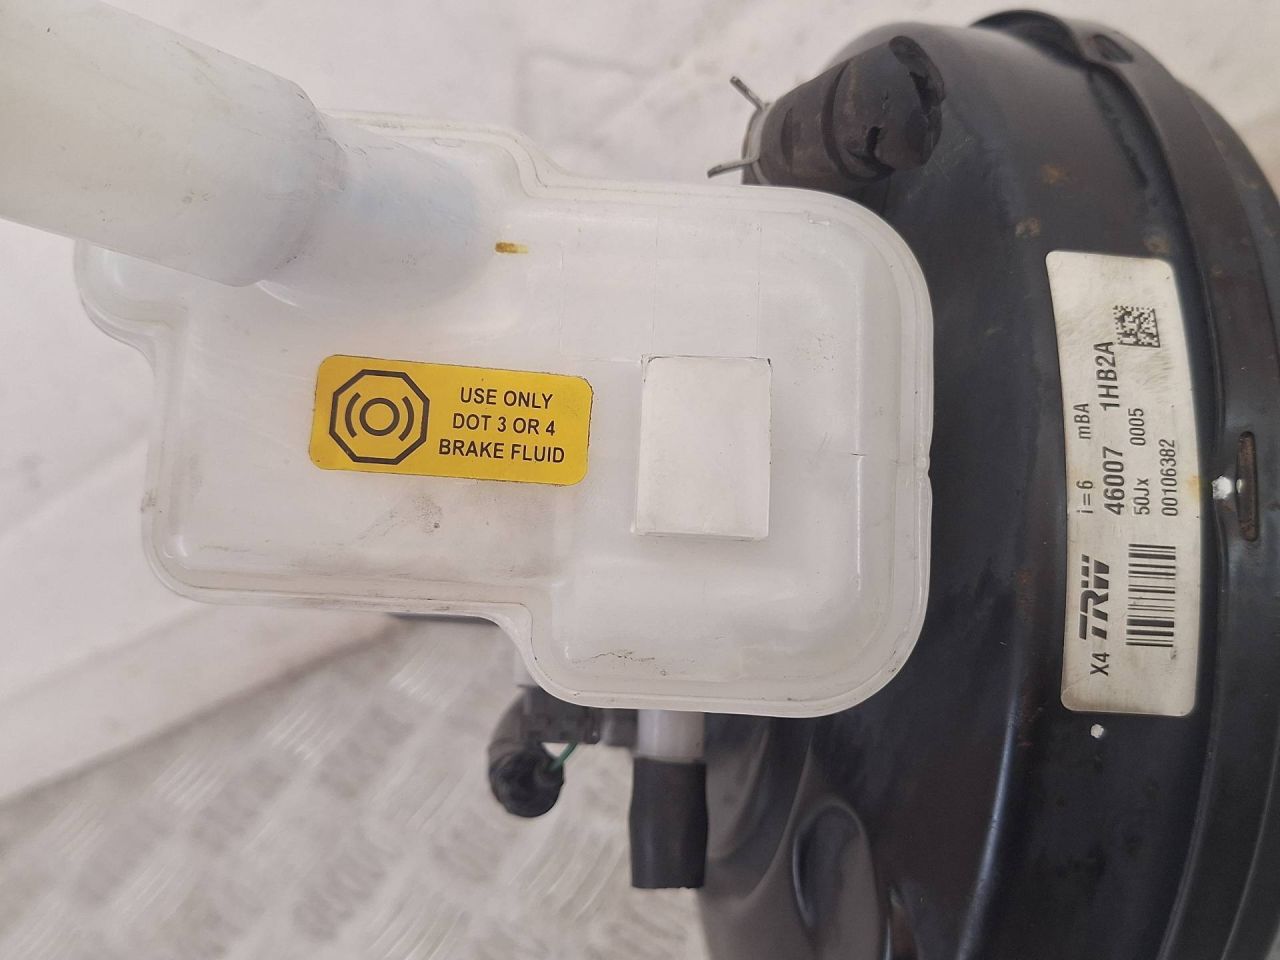 USE ONLY
DOT 3 OR 4
BRAKE FLUID
X4 TRW i=6 mBA
46007 1HB2A
50Jx 0005
00106382